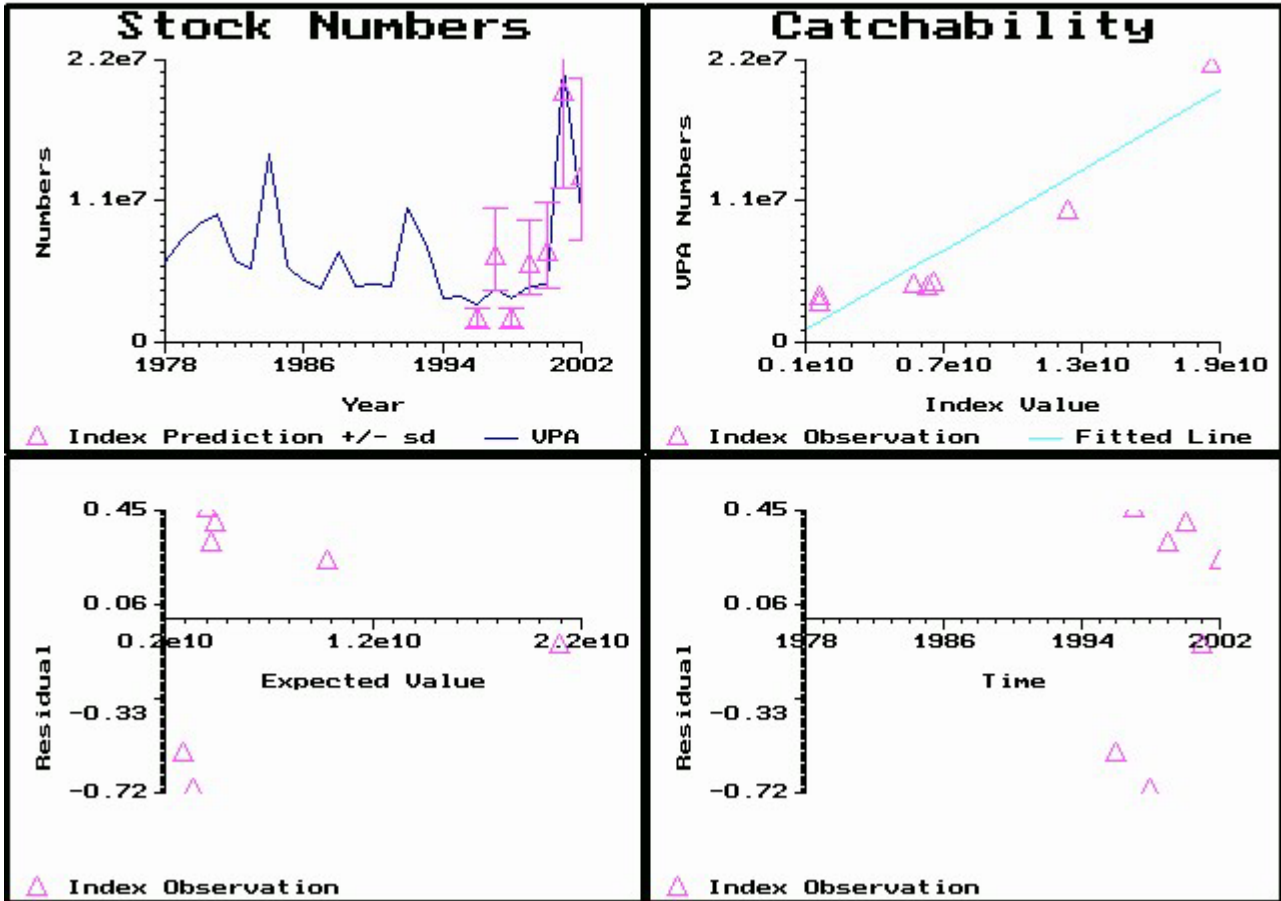 Stock Numbers
2.2e7
1.1e7
0
Numbers
1978 1986 1994 2002
Year
Index Prediction +/- sd VPA
Catchability
2.2e7
1.1e7
0
VPA Numbers
0.1e10 0.7e10 1.3e10 1.9e10
Index Value
Index Observation Fitted Line
0.45
0.06
-0.33
-0.72
Residual
0.2e10 1.2e10 2.2e10
Expected Value
Index Observation
0.45
0.06
-0.33
-0.72
Residual
1978 1986 1994 2002
Time
Index Observation